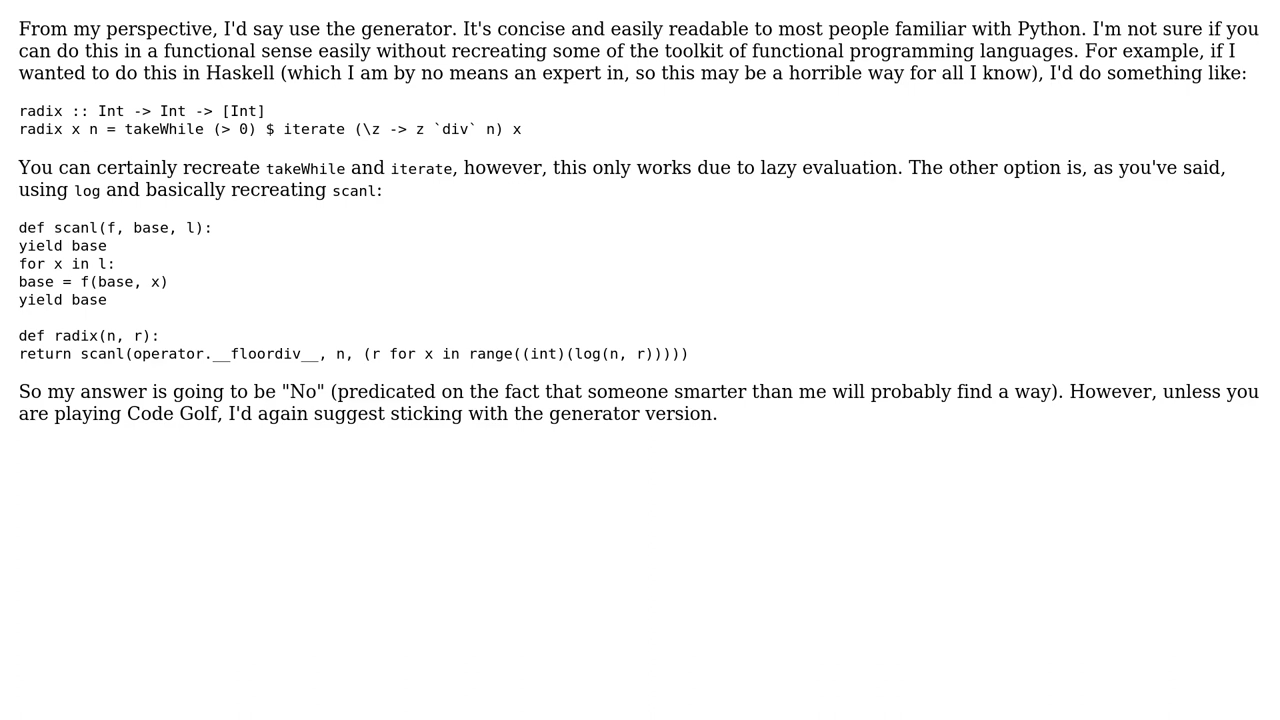 From my perspective, I'd say use the generator. It's concise and easily readable to most people familiar with Python. I'm not sure if you
can do this in a functional sense easily without recreating some of the toolkit of functional programming languages. For example, if I
wanted to do this in Haskell (which I am by no means an expert in, so this may be a horrible way for all I know), I'd do something like:
radix :: Int -> Int -> [Int]
radix x n = takeWhile (> 0) $ iterate (\z -> z `div` n) x
You can certainly recreate takeWhile and iterate, however, this only works due to lazy evaluation. The other option is, as you've said,
using log and basically recreating scanl:
def scanl(f, base, l):
yield base
for x in l:
base = f(base, x)
yield base
def radix(n, r):
return scanl(operator.__floordiv__, n, (r for x in range((int)(log(n, r)))))
So my answer is going to be "No" (predicated on the fact that someone smarter than me will probably find a way). However, unless you
are playing Code Golf, I'd again suggest sticking with the generator version.